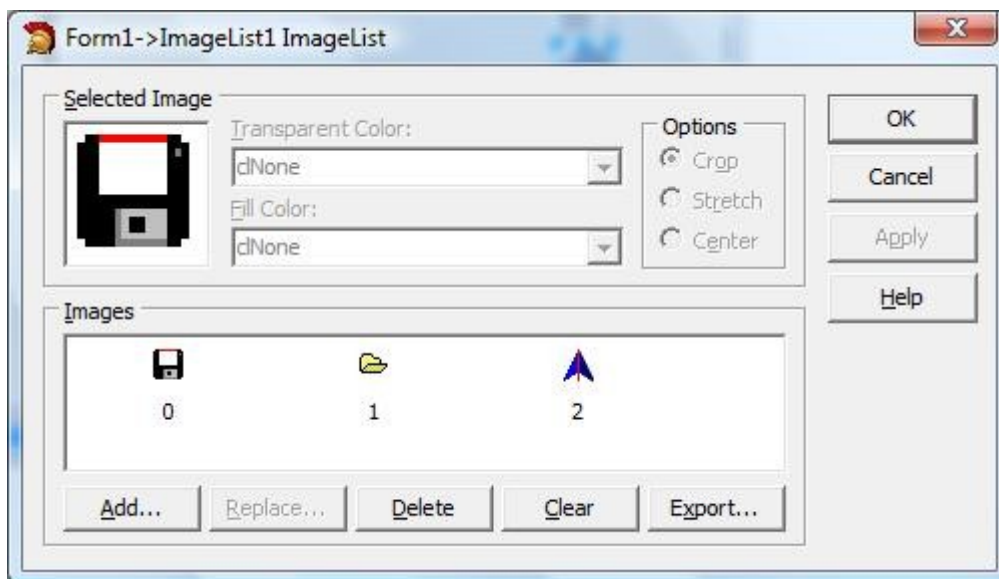 Form1->ImageList1 ImageList
Selected Image
Transparent Color:
clNone
Fill Color:
clNone
Options
Crop
Stretch
Center
OK
Cancel
Apply
Help
Images
0 1 2
Add... Replace... Delete Clear Export...